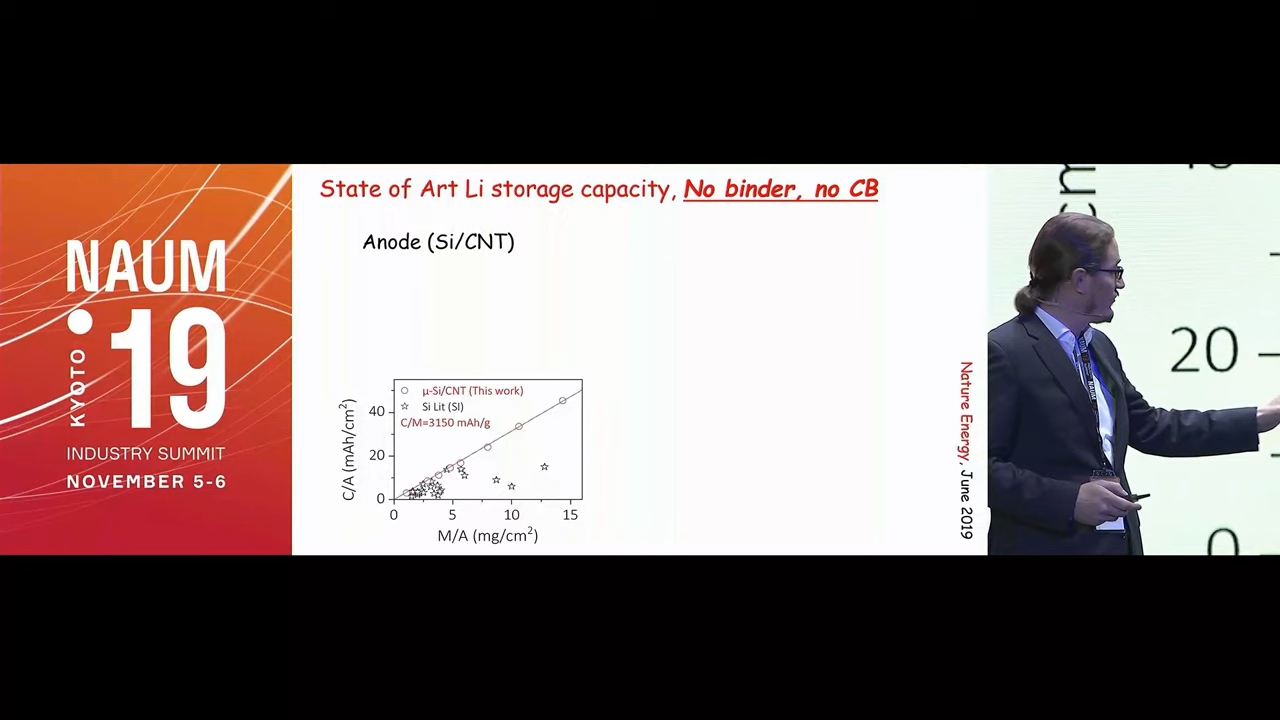 NAUM
KYOTO
19
INDUSTRY SUMMIT
NOVEMBER 5-6
State of Art Li storage capacity, No binder, no CB
Anode (Si/CNT)
μ-Si/CNT (This work)
Si Lit (SI)
C/M=3150 mAh/g
C/A (mAh/cm²)
40
20
0
0 5 10 15
M/A (mg/cm²)
Nature Energy, June 2019
20
0